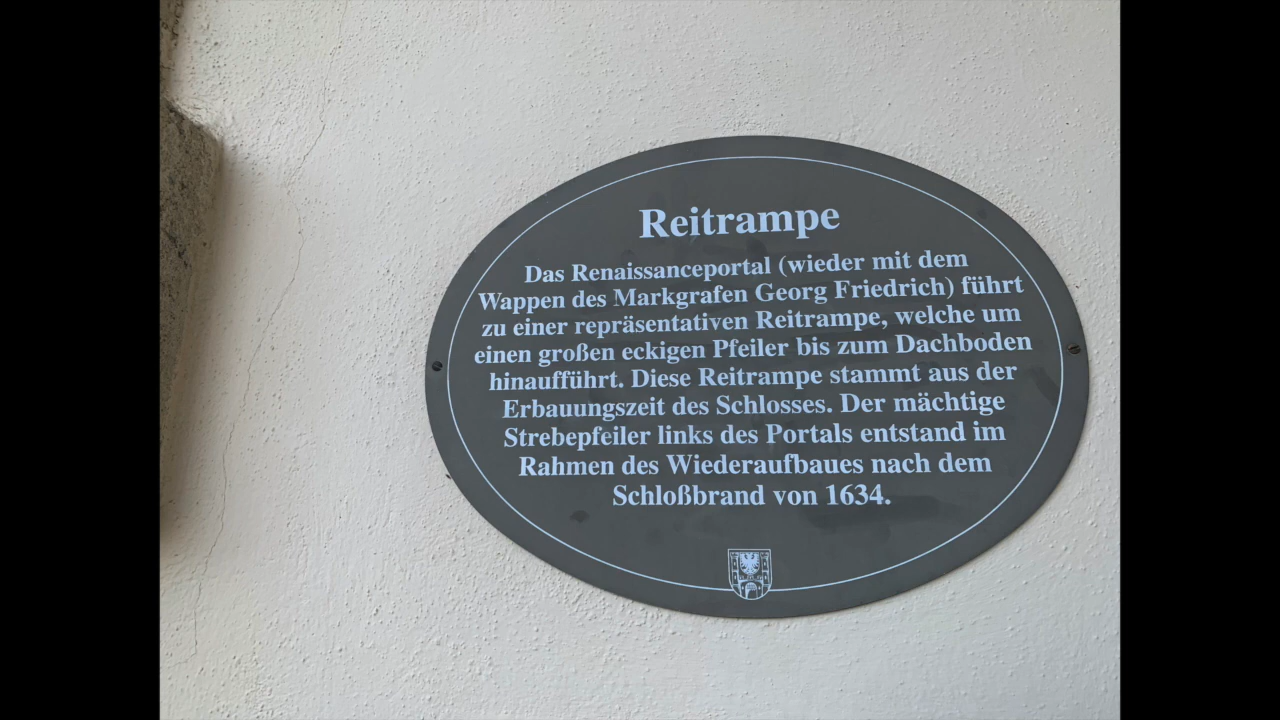 Reitrampe
Das Renaissanceportal (wieder mit dem
Wappen des Markgrafen Georg Friedrich) führt
zu einer repräsentativen Reitrampe, welche um
einen großen eckigen Pfeiler bis zum Dachboden
hinaufführt. Diese Reitrampe stammt aus der
Erbauungszeit des Schlosses. Der mächtige
Strebepfeiler links des Portals entstand im
Rahmen des Wiederaufbaues nach dem
Schloßbrand von 1634.